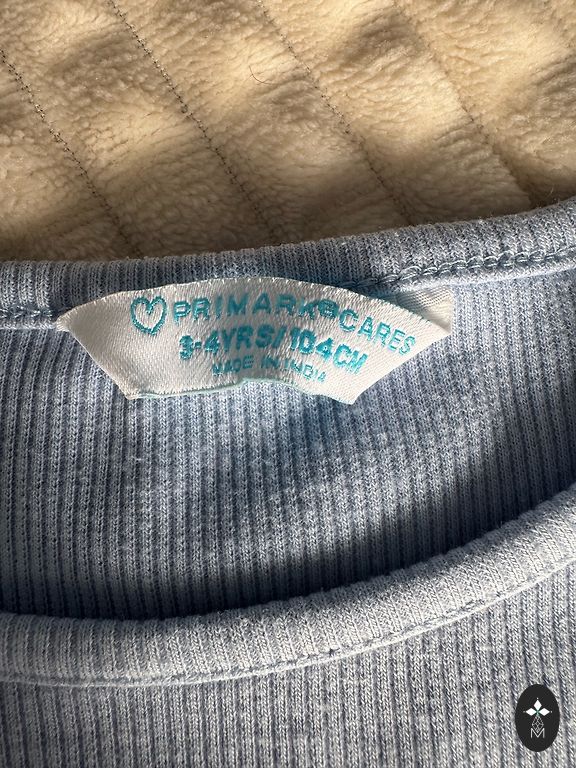 PRIMARK®CARES
3-4YRS/104CM
MADE IN INDIA
M